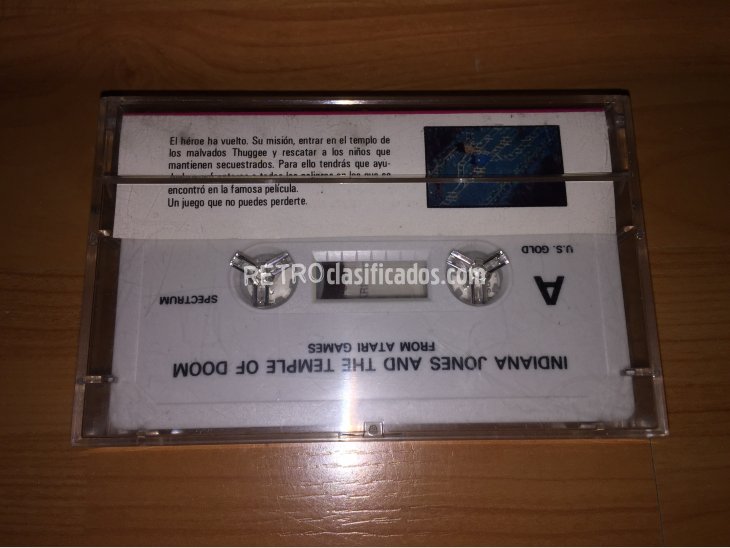 El héroe ha vuelto. Su misión, entrar en el templo de
los malvados Thuggee y rescatar a los niños que
mantienen secuestrados. Para ello tendrás que ayu-
encontró en la famosa película.
Un juego que no puedes perderte.
RETROclasificados.com
U.S. GOLD
A
SPECTRUM
INDIANA JONES AND THE TEMPLE OF DOOM
FROM ATARI GAMES